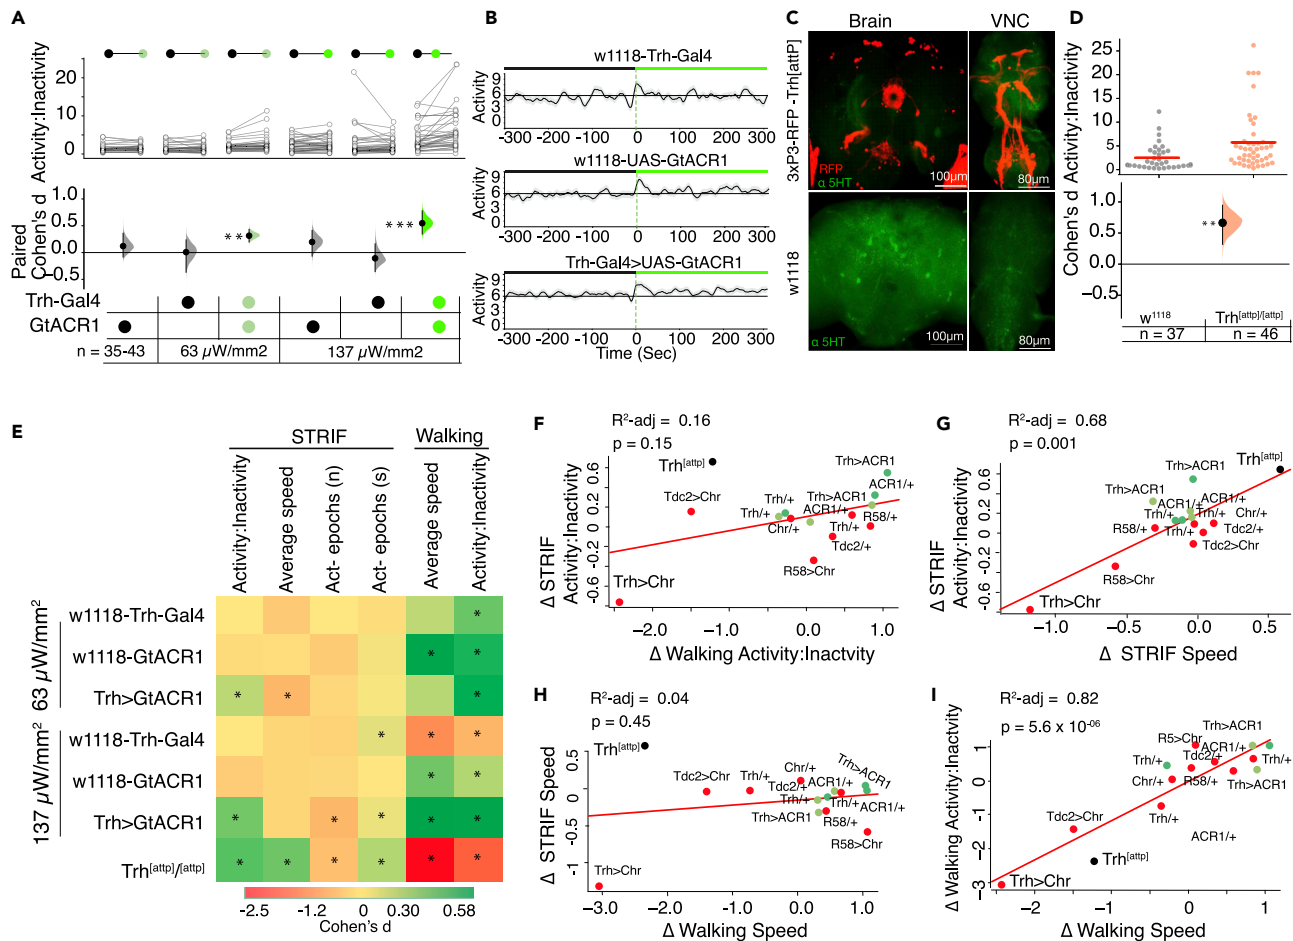 A
Activity:Inactivity
20
10
0
Paired
Cohen's d
1.0
0.5
0.0
−0.5
**
***
Trh-Gal4
GtACR1
n = 35-43
63 µW/mm2
137 µW/mm2
B
w1118-Trh-Gal4
Activity
9
6
3
0
-300 -200 -100 0 100 200 300
w1118-UAS-GtACR1
Activity
9
6
3
0
-300 -200 -100 0 100 200 300
Trh-Gal4>UAS-GtACR1
Activity
9
6
3
0
-300 -200 -100 0 100 200 300
Time (Sec)
C
Brain
VNC
3xP3-RFP -Trh[attP]
RFP
α 5HT
100µm
80µm
w1118
α 5HT
100µm
80µm
D
Activity:Inactivity
25
20
15
10
5
0
Cohen's d
1.0
0.5
0.0
−0.5
**
w1118
Trh[attp]/[attp]
n = 37
n = 46
E
STRIF
Walking
Activity:Inactivity
Average speed
Act- epochs (n)
Act- epochs (s)
Average speed
Activity:Inactivity
63 µW/mm2
w1118-Trh-Gal4
*
w1118-GtACR1
* *
Trh>GtACR1
* * *
137 µW/mm2
w1118-Trh-Gal4
* * *
w1118-GtACR1
* *
Trh>GtACR1
* * * * *
Trh[attp]/[attp]
* * * * * *
-2.5 -1.2 0 0.30 0.58
Cohen's d
F
R2-adj = 0.16
p = 0.15
Δ STRIF
Activity:Inactivity
0.6
0.2
0
-0.2
-0.6
Trh[attp]
Trh>ACR1
Tdc2>Chr
ACR1/+
Trh/+
Trh>ACR1
Trh/+
ACR1/+
R58/+
Chr/+
Trh/+
Tdc2/+
R58>Chr
Trh>Chr
−2.0 −1.0 0.0 1.0
Δ Walking Activity:Inactvity
G
R2-adj = 0.68
p = 0.001
Δ STRIF
Activity:Inactivity
0.6
0.4
0.2
0
-0.2
-0.4
-0.8
Trh[attp]
Trh>ACR1
Trh>ACR1
ACR1/+
ACR1/+
Trh/+
Trh/+
Chr/+
R58/+
Trh/+
Tdc2/+
Tdc2>Chr
R58>Chr
Trh>Chr
−1.0 −0.5 0.0 0.5
Δ STRIF Speed
H
R2-adj = 0.04
p = 0.45
Δ STRIF Speed
0.5
0
-0.5
-1
Trh[attp]
Trh>ACR1
Chr/+
Tdc2>Chr
Trh/+
Tdc2/+
ACR1/+
Trh/+
Trh/+
ACR1/+
Trh>ACR1
R58/+
R58>Chr
Trh>Chr
−3.0 −2.0 −1.0 0.0 1.0
Δ Walking Speed
I
R2-adj = 0.82
p = 5.6 x 10-06
Δ Walking Activity:Inactvity
1
0
-1
-2
-3
Trh>ACR1
R5>Chr
ACR1/+
Trh/+
Tdc2/+
Trh/+
Chr/+
R58/+
Trh>ACR1
Trh/+
Tdc2>Chr
ACR1/+
Trh[attp]
Trh>Chr
−2 −1 0 1
Δ Walking Speed